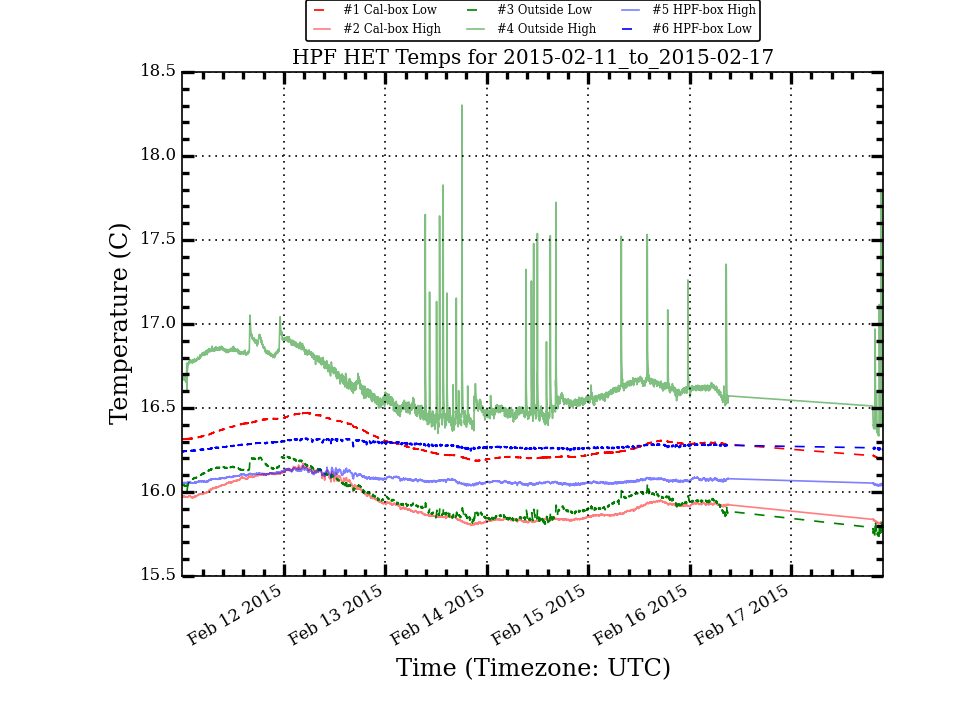 #1 Cal-box Low #3 Outside Low #5 HPF-box High
#2 Cal-box High #4 Outside High #6 HPF-box Low
HPF HET Temps for 2015-02-11_to_2015-02-17
18.5
18.0
17.5
17.0
16.5
16.0
15.5
Temperature (C)
Feb 12 2015
Feb 13 2015
Feb 14 2015
Feb 15 2015
Feb 16 2015
Feb 17 2015
Time (Timezone: UTC)